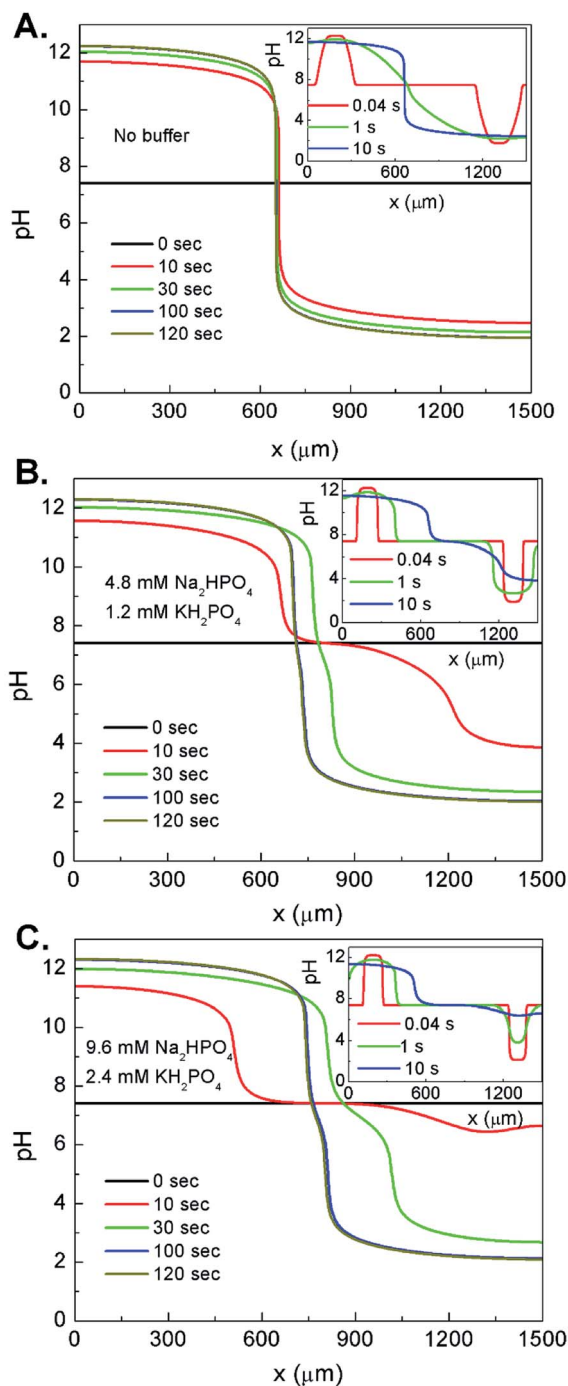 A.
12
10
8
6
4
2
0
pH
No buffer
0 sec
10 sec
30 sec
100 sec
120 sec
0 300 600 900 1200 1500
x (μm)
12
8
4
0
pH
0.04 s
1 s
10 s
0 600 1200
x (μm)
B.
12
10
8
6
4
2
0
pH
4.8 mM Na₂HPO₄
1.2 mM KH₂PO₄
0 sec
10 sec
30 sec
100 sec
120 sec
0 300 600 900 1200 1500
x (μm)
12
8
4
0
pH
0.04 s
1 s
10 s
0 600 1200
x (μm)
C.
12
10
8
6
4
2
0
pH
9.6 mM Na₂HPO₄
2.4 mM KH₂PO₄
0 sec
10 sec
30 sec
100 sec
120 sec
0 300 600 900 1200 1500
x (μm)
12
8
4
0
pH
0.04 s
1 s
10 s
0 600 1200
x (μm)